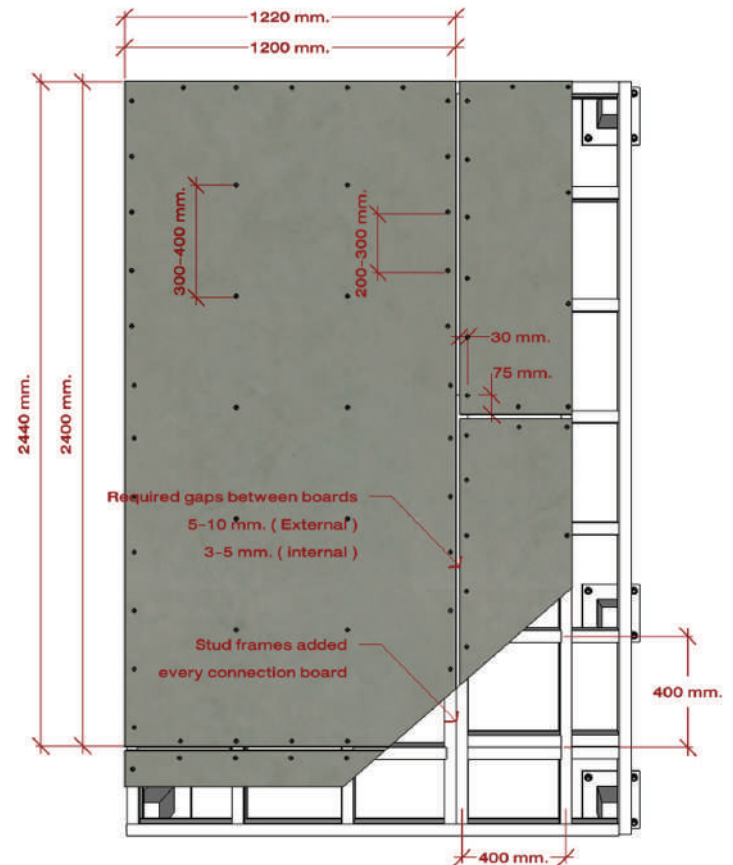 1220 mm.
1200 mm.
300-400 mm.
200-300 mm.
30 mm.
75 mm.
2440 mm.
2400 mm.
Required gaps between boards
5-10 mm. ( External )
3-5 mm. ( internal )
Stud frames added
every connection board
400 mm.
400 mm.